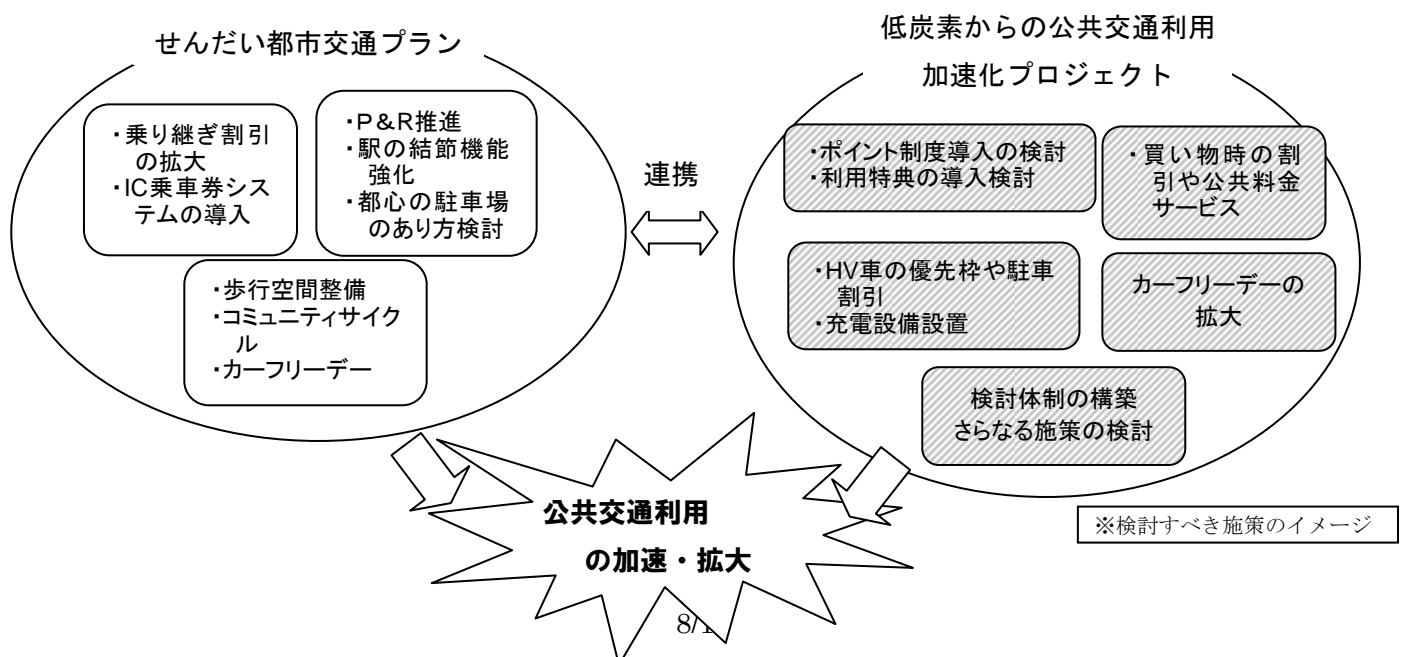 せんだい都市交通プラン
・乗り継ぎ割引
の拡大
・IC乗車券シス
テムの導入
・P&R推進
・駅の結節機能
強化
・都心の駐車場
のあり方検討
・歩行空間整備
・コミュニティサイク
ル
・カーフリーデー
連携
低炭素からの公共交通利用
加速化プロジェクト
・ポイント制度導入の検討
・利用特典の導入検討
・買い物時の割
引や公共料金
サービス
・HV車の優先枠や駐車
割引
・充電設備設置
カーフリーデーの
拡大
検討体制の構築
さらなる施策の検討
公共交通利用
の加速・拡大
※検討すべき施策のイメージ
8/1